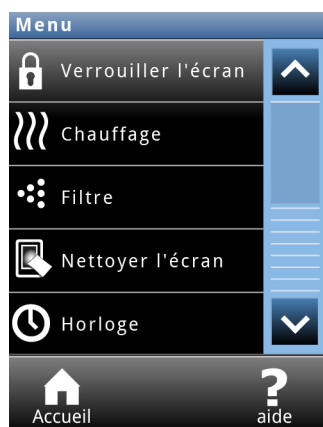 Menu
Verrouiller l'écran
Chauffage
Filtre
Nettoyer l'écran
Horloge
Accueil
aide